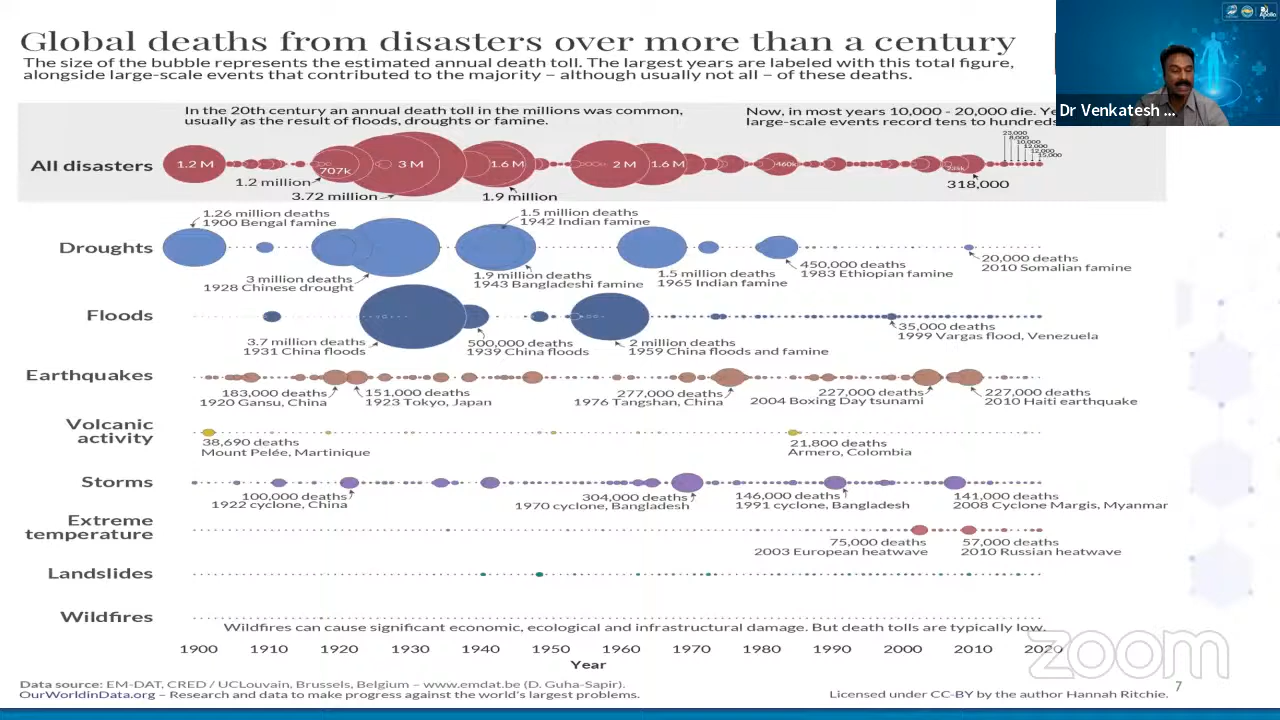 Global deaths from disasters over more than a century
The size of the bubble represents the estimated annual death toll. The largest years are labeled with this total figure,
alongside large-scale events that contributed to the majority – although usually not all – of these deaths.
Apollo
Dr Venkatesh ...
In the 20th century an annual death toll in the millions was common,
usually as the result of floods, droughts or famine.
Now, in most years 10,000 - 20,000 die. Ye
large-scale events record tens to hundreds
All disasters
1.2 M
707k
3 M
1.6 M
2 M
1.6 M
460k
23,000
8,000
10,000
12,000
12,000
15,000
1.2 million
3.72 million
1.9 million
318,000
Droughts
1.26 million deaths
1900 Bengal famine
1.5 million deaths
1942 Indian famine
3 million deaths
1928 Chinese drought
1.9 million deaths
1943 Bangladeshi famine
1.5 million deaths
1965 Indian famine
450,000 deaths
1983 Ethiopian famine
20,000 deaths
2010 Somalian famine
Floods
3.7 million deaths
1931 China floods
500,000 deaths
1939 China floods
2 million deaths
1959 China floods and famine
35,000 deaths
1999 Vargas flood, Venezuela
Earthquakes
183,000 deaths
1920 Gansu, China
151,000 deaths
1923 Tokyo, Japan
277,000 deaths
1976 Tangshan, China
227,000 deaths
2004 Boxing Day tsunami
227,000 deaths
2010 Haiti earthquake
Volcanic
activity
38,690 deaths
Mount Pelée, Martinique
21,800 deaths
Armero, Colombia
Storms
100,000 deaths
1922 cyclone, China
304,000 deaths
1970 cyclone, Bangladesh
146,000 deaths
1991 cyclone, Bangladesh
141,000 deaths
2008 Cyclone Margis, Myanmar
Extreme
temperature
75,000 deaths
2003 European heatwave
57,000 deaths
2010 Russian heatwave
Landslides
Wildfires
Wildfires can cause significant economic, ecological and infrastructural damage. But death tolls are typically low.
1900 1910 1920 1930 1940 1950 1960 1970 1980 1990 2000 2010 2020
Year
zoom
Data source: EM-DAT, CRED / UCLouvain, Brussels, Belgium – www.emdat.be (D. Guha-Sapir).
OurWorldinData.org – Research and data to make progress against the world's largest problems.
Licensed under CC-BY by the author Hannah Ritchie.
7